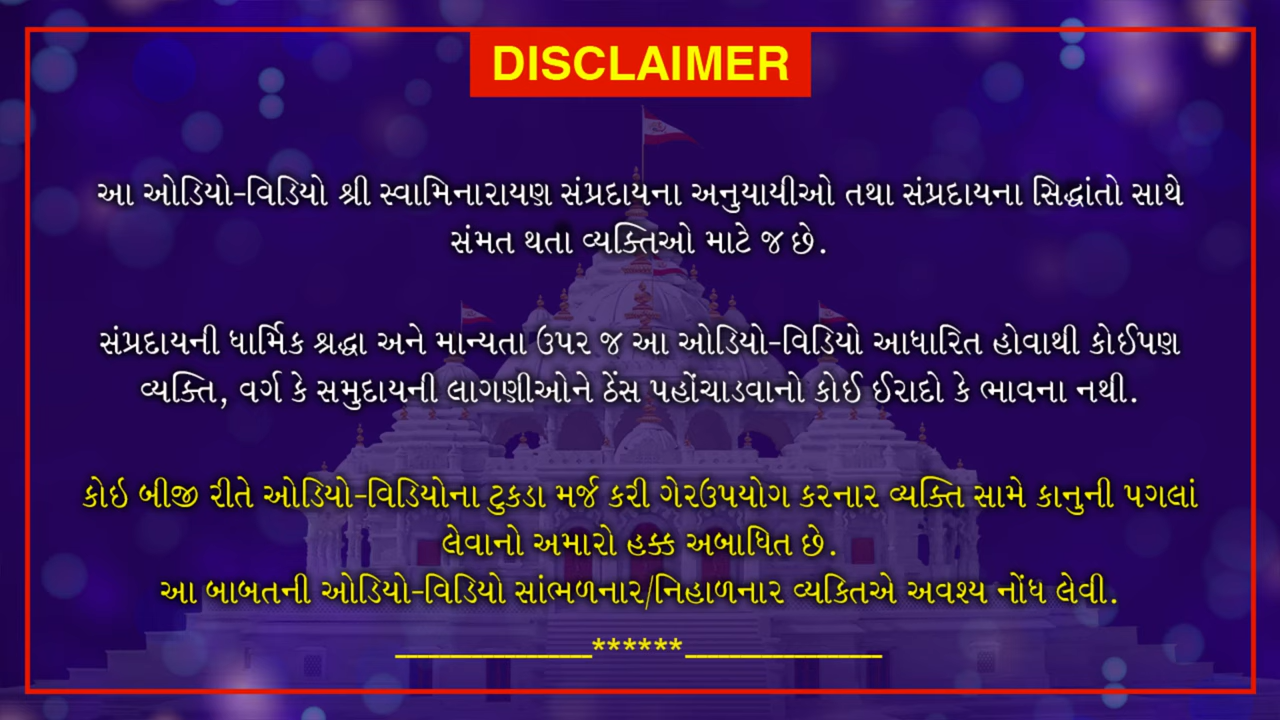 DISCLAIMER
આ ઓડિયો-વિડિયો શ્રી સ્વામિનારાયણ સંપ્રદાયના અનુયાયીઓ તથા સંપ્રદાયના સિદ્ધાંતો સાથે
સંમત થતા વ્યક્તિઓ માટે જ છે.
સંપ્રદાયની ધાર્મિક શ્રદ્ધા અને માન્યતા ઉપર જ આ ઓડિયો-વિડિયો આધારિત હોવાથી કોઈપણ
વ્યક્તિ, વર્ગ કે સમુદાયની લાગણીઓને ઠેંસ પહોંચાડવાનો કોઈ ઈરાદો કે ભાવના નથી.
કોઇ બીજી રીતે ઓડિયો-વિડિયોના ટુકડા મર્જ કરી ગેરઉપયોગ કરનાર વ્યક્તિ સામે કાનુની પગલાં
લેવાનો અમારો હક્ક અબાધિત છે.
આ બાબતની ઓડિયો-વિડિયો સાંભળનાર/નિહાળનાર વ્યકિતએ અવશ્ય નોંધ લેવી.
______________******______________